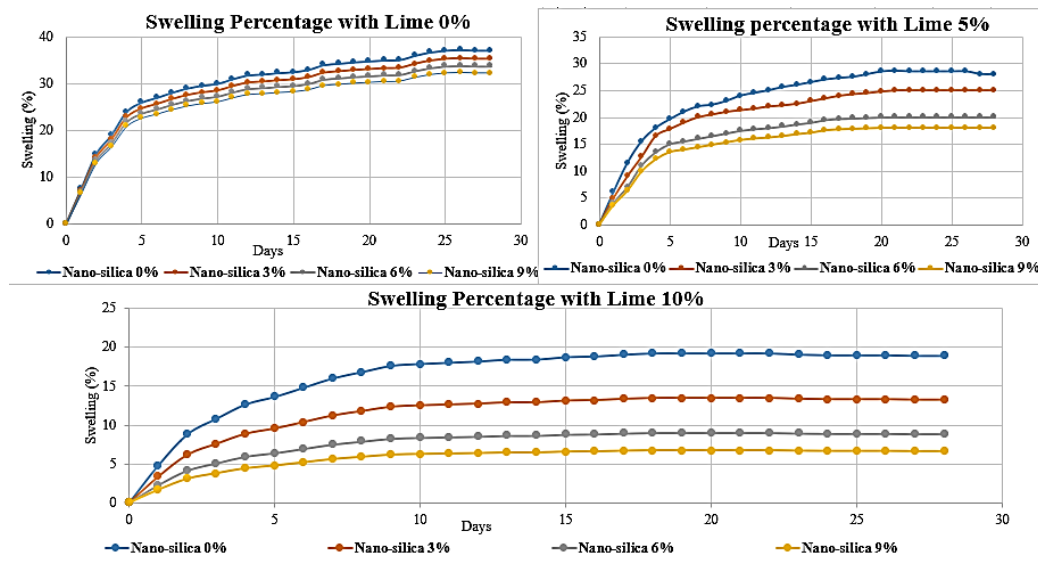 Swelling Percentage with Lime 0%
40
30
20
10
0
Swelling (%)
0 5 10 15 20 25 30
Days
Nano-silica 0% Nano-silica 3% Nano-silica 6% Nano-silica 9%
Swelling percentage with Lime 5%
35
30
25
20
15
10
5
0
Swelling (%)
0 5 10 15 20 25 30
Days
Nano-silica 0% Nano-silica 3% Nano-silica 6% Nano-silica 9%
Swelling Percentage with Lime 10%
25
20
15
10
5
0
Swelling (%)
0 5 10 15 20 25 30
Days
Nano-silica 0% Nano-silica 3% Nano-silica 6% Nano-silica 9%